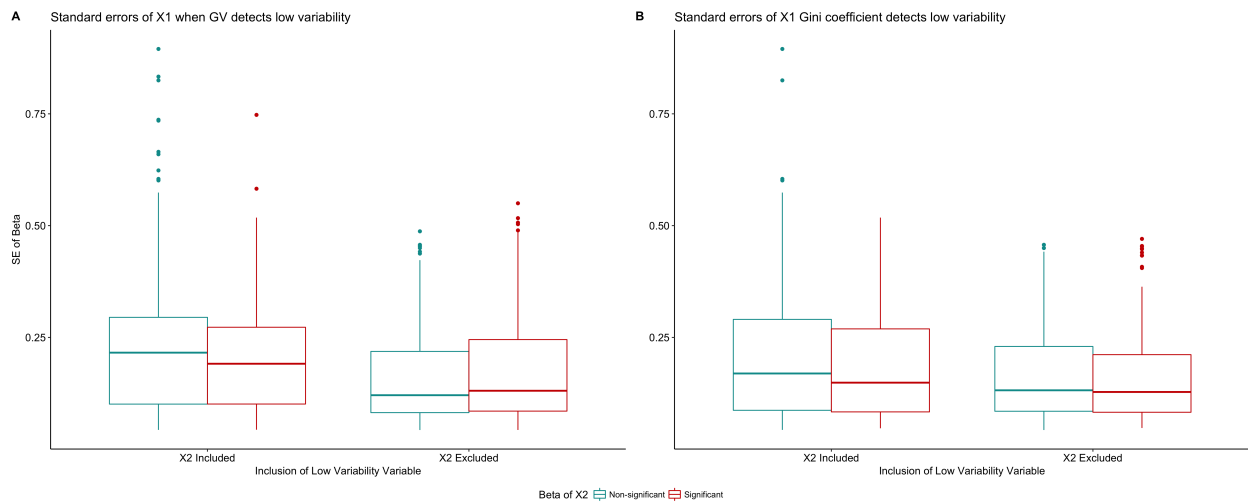 A
Standard errors of X1 when GV detects low variability
0.75
0.50
0.25
SE of Beta
X2 Included
X2 Excluded
Inclusion of Low Variability Variable
B
Standard errors of X1 Gini coefficient detects low variability
0.75
0.50
0.25
X2 Included
X2 Excluded
Inclusion of Low Variability Variable
Beta of X2 Non-significant Significant